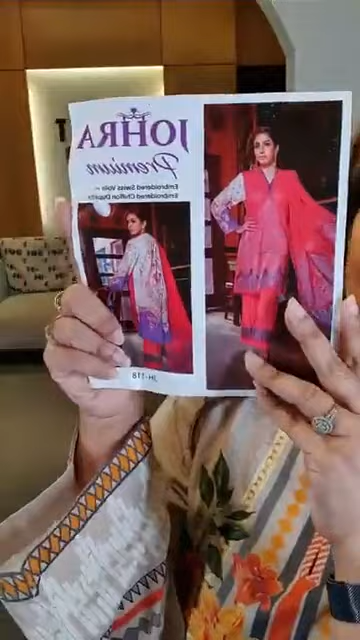 JOHRA
Premium
Embroidered Swiss Voile
Embroidered Chiffon Dupatta
JH-118